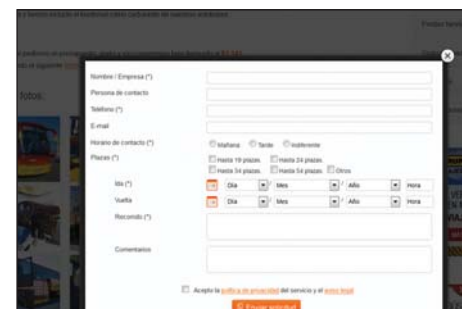 fotos:
Nombre / Empresa (*)
Persona de contacto
Teléfono (*)
E-mail
Horario de contacto (*) Mañana Tarde Indiferente
Plazas (*) Hasta 19 plazas Hasta 24 plazas
Hasta 34 plazas Hasta 54 plazas Otros
Ida (*) Día / Mes / Año Hora
Vuelta Día / Mes / Año Hora
Recorrido (*)
Comentarios
Acepto la política de privacidad del servicio y el aviso legal
Enviar solicitud